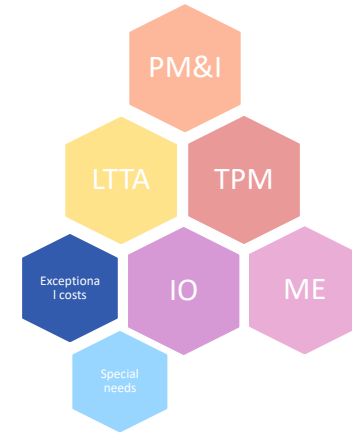 PM&I
LTTA
TPM
Exceptiona
l costs
IO
ME
Special
needs